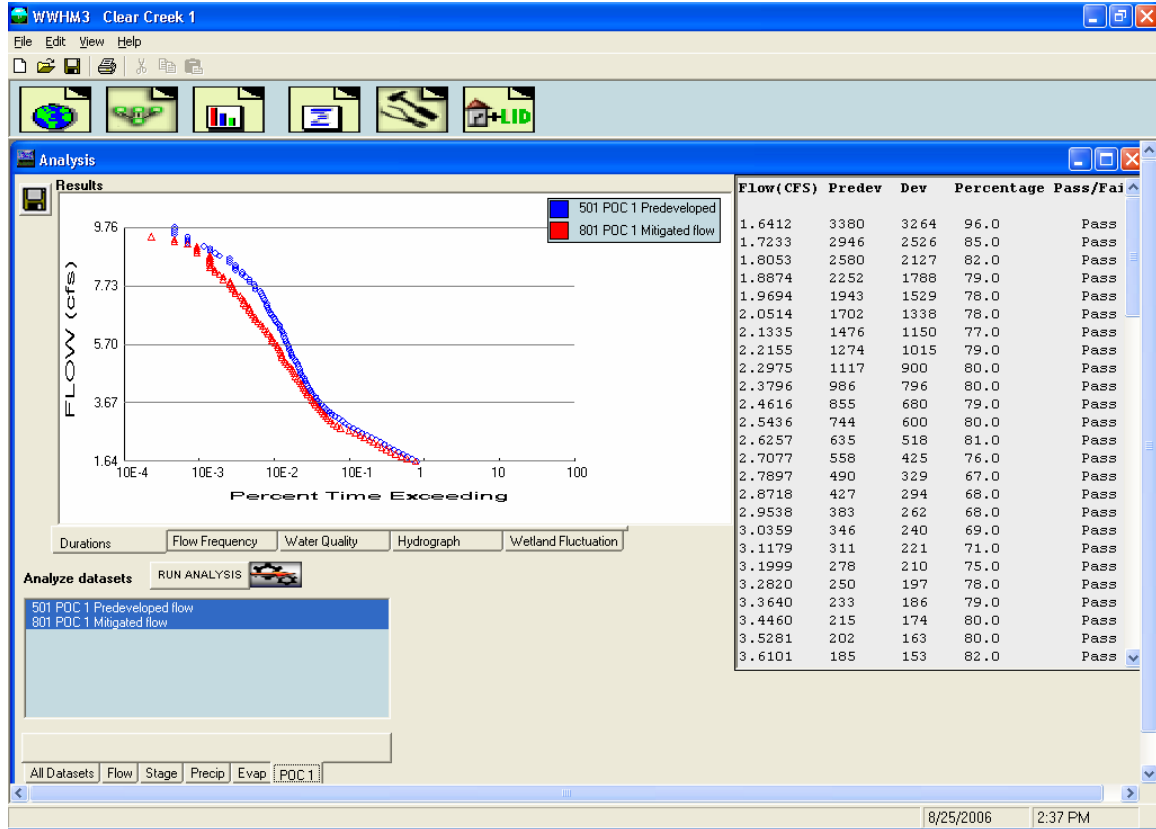 WWHM3 Clear Creek 1
File Edit View Help
+LID
Analysis
Results
501 POC 1 Predeveloped
801 POC 1 Mitigated flow
FLOW (cfs)
9.76
7.73
5.70
3.67
1.64
10E-4 10E-3 10E-2 10E-1 1 10 100
Percent Time Exceeding
Durations Flow Frequency Water Quality Hydrograph Wetland Fluctuation
Analyze datasets RUN ANALYSIS
501 POC 1 Predeveloped flow
801 POC 1 Mitigated flow
All Datasets Flow Stage Precip Evap POC 1
Flow(CFS) Predev Dev Percentage Pass/Fai
1.6412 3380 3264 96.0 Pass
1.7233 2946 2526 85.0 Pass
1.8053 2580 2127 82.0 Pass
1.8874 2252 1788 79.0 Pass
1.9694 1943 1529 78.0 Pass
2.0514 1702 1338 78.0 Pass
2.1335 1476 1150 77.0 Pass
2.2155 1274 1015 79.0 Pass
2.2975 1117 900 80.0 Pass
2.3796 986 796 80.0 Pass
2.4616 855 680 79.0 Pass
2.5436 744 600 80.0 Pass
2.6257 635 518 81.0 Pass
2.7077 558 425 76.0 Pass
2.7897 490 329 67.0 Pass
2.8718 427 294 68.0 Pass
2.9538 383 262 68.0 Pass
3.0359 346 240 69.0 Pass
3.1179 311 221 71.0 Pass
3.1999 278 210 75.0 Pass
3.2820 250 197 78.0 Pass
3.3640 233 186 79.0 Pass
3.4460 215 174 80.0 Pass
3.5281 202 163 80.0 Pass
3.6101 185 153 82.0 Pass
8/25/2006 2:37 PM